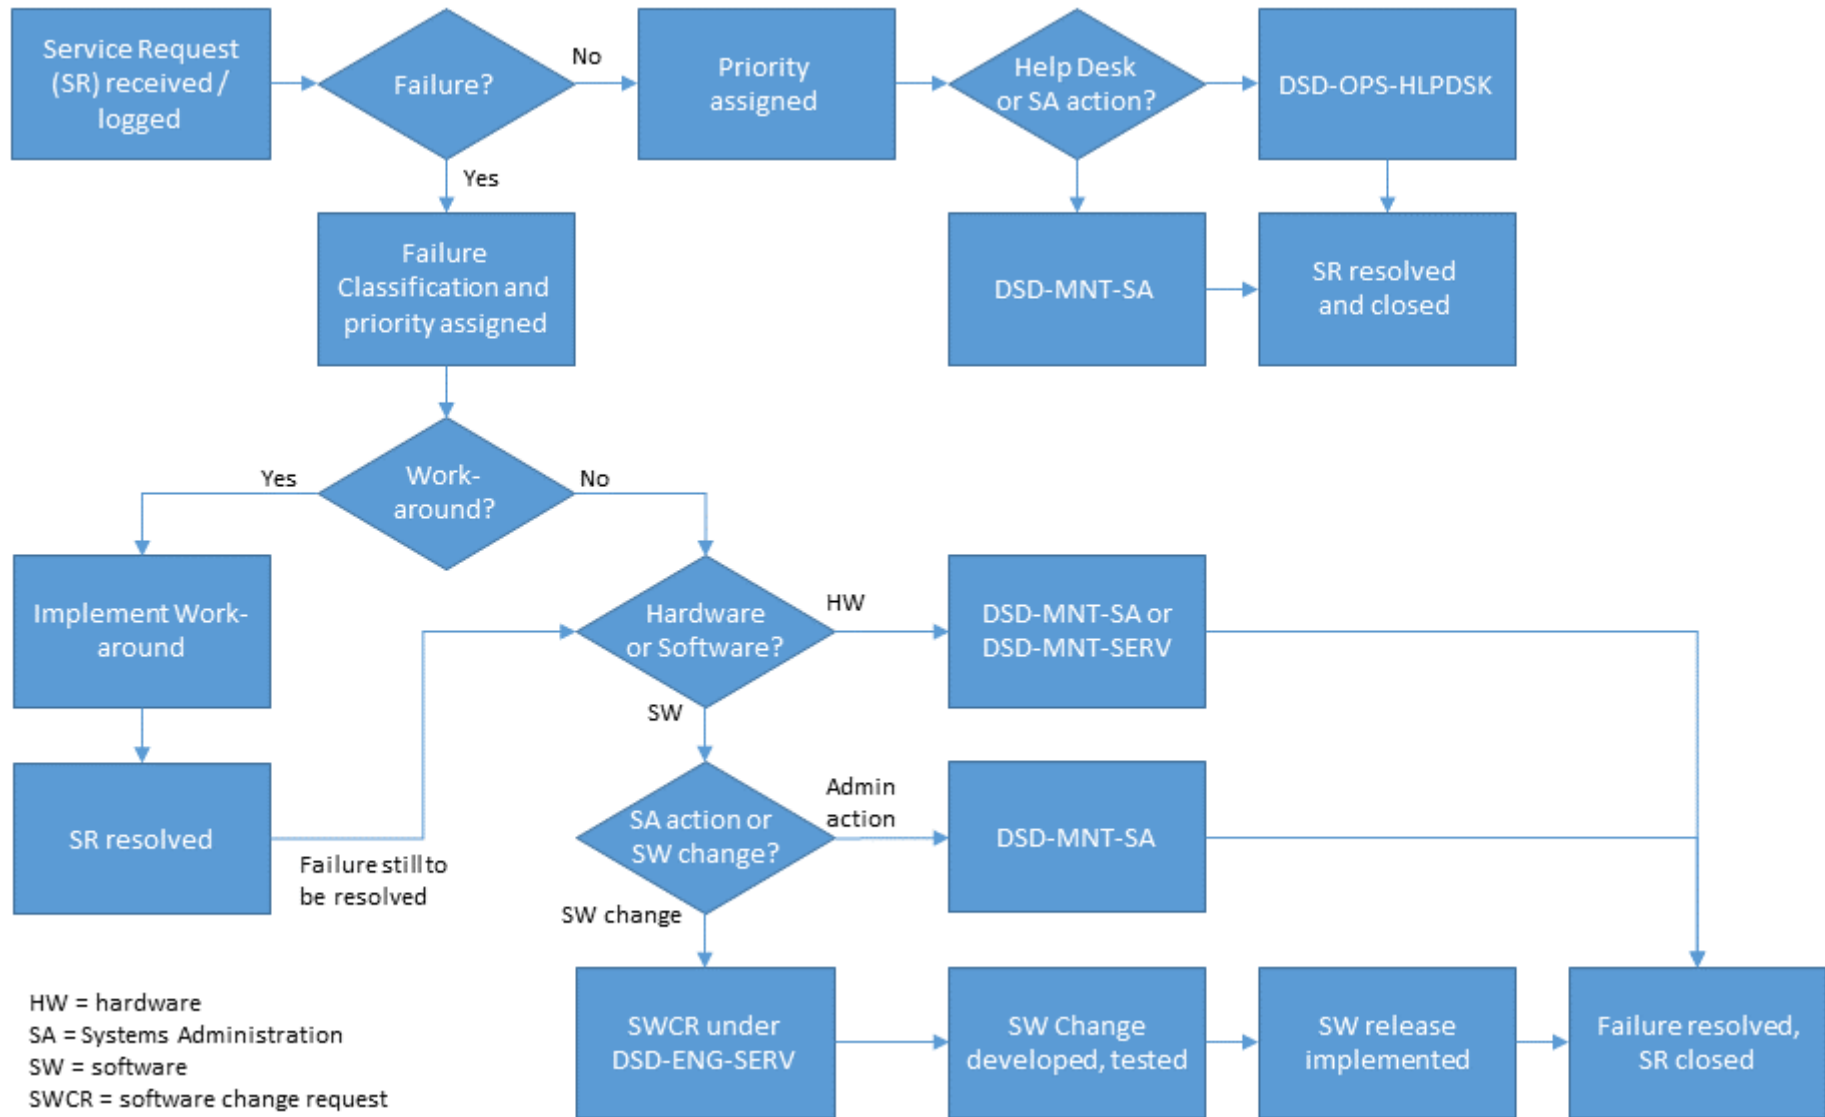 Service Request
(SR) received /
logged
Failure?
No
Priority
assigned
Help Desk
or SA action?
DSD-OPS-HLPDSK
Yes
Failure
Classification and
priority assigned
DSD-MNT-SA
SR resolved
and closed
Yes
Work-
around?
No
Implement Work-
around
Hardware
or Software?
HW
DSD-MNT-SA or
DSD-MNT-SERV
SW
SR resolved
Failure still to
be resolved
SA action or
SW change?
Admin
action
DSD-MNT-SA
SW change
SWCR under
DSD-ENG-SERV
SW Change
developed, tested
SW release
implemented
Failure resolved,
SR closed
HW = hardware
SA = Systems Administration
SW = software
SWCR = software change request